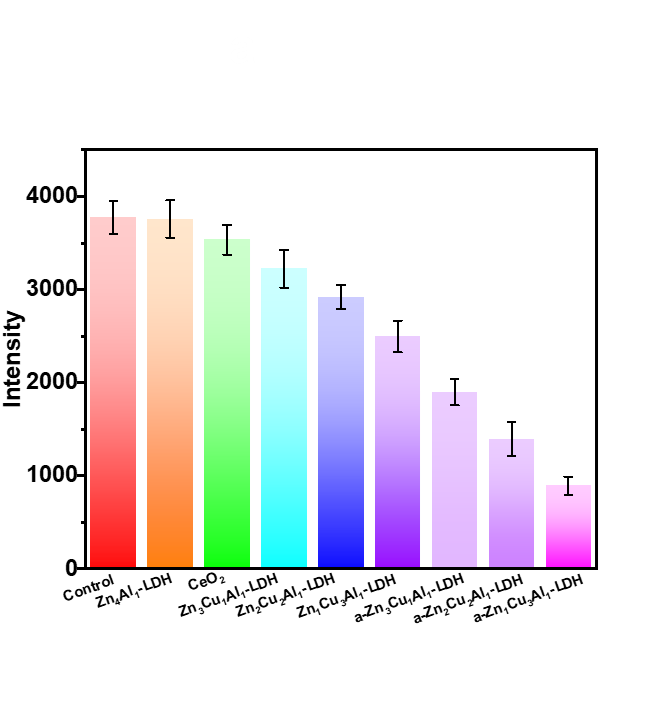 Intensity
4000
3000
2000
1000
0
Control
Zn₄Al₁-LDH
CeO₂
Zn₃Cu₁Al₁-LDH
Zn₂Cu₂Al₁-LDH
Zn₁Cu₃Al₁-LDH
a-Zn₃Cu₁Al₁-LDH
a-Zn₂Cu₂Al₁-LDH
a-Zn₁Cu₃Al₁-LDH